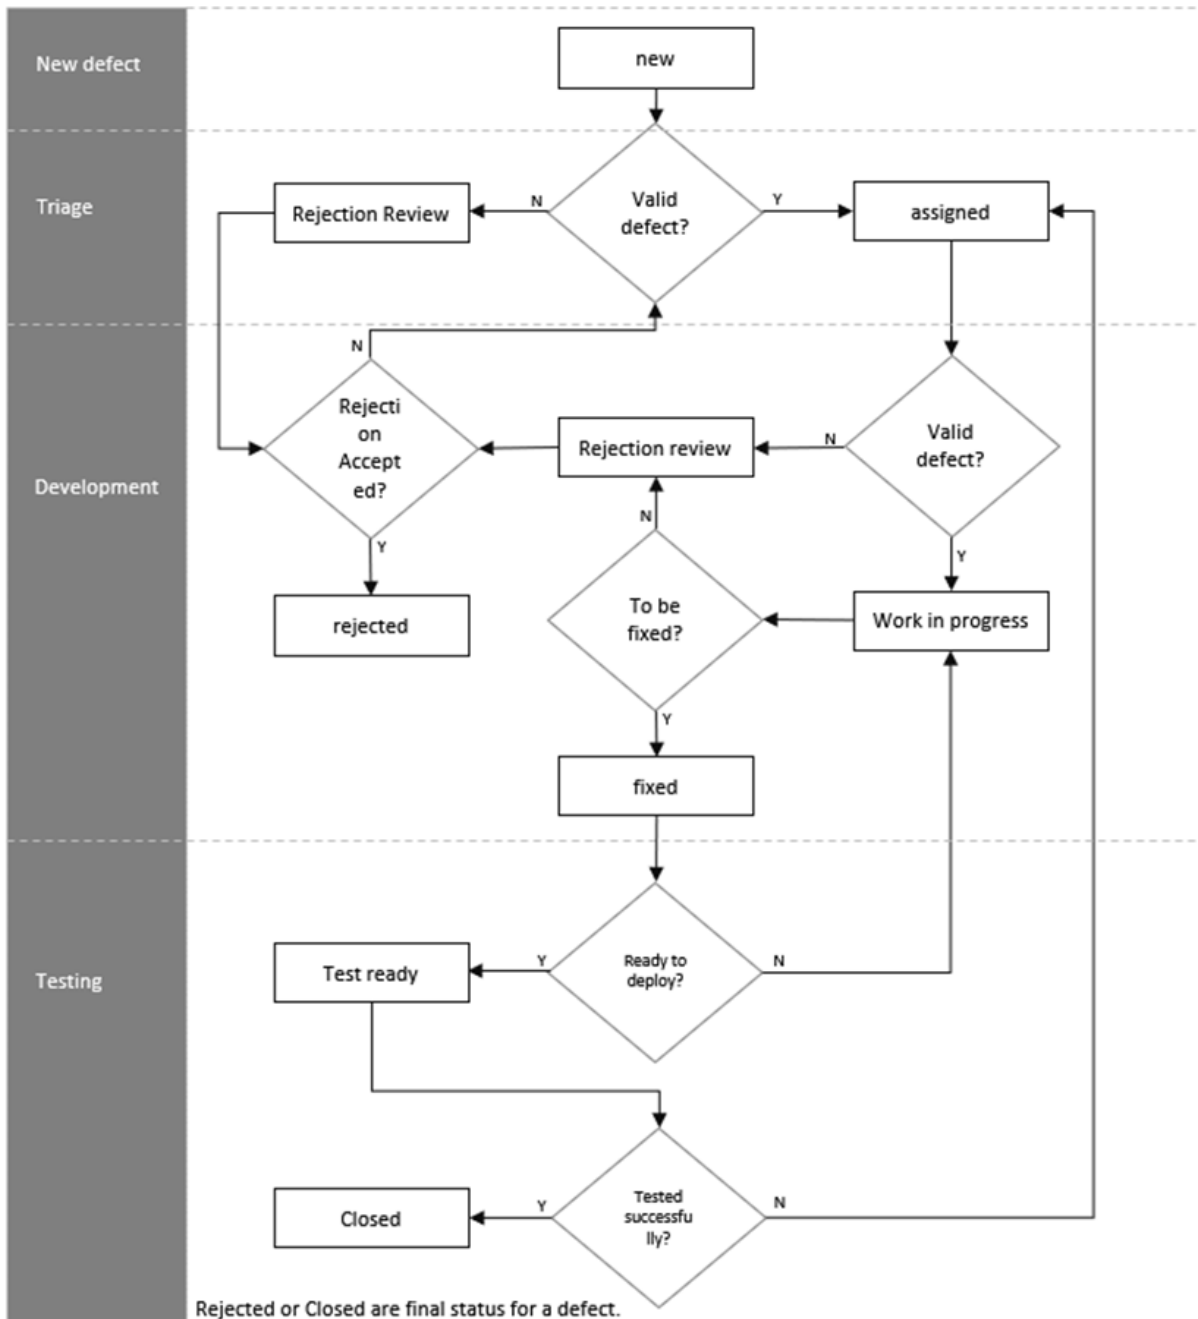 New defect
new
Triage
Rejection Review
N
Valid
defect?
Y
assigned
Development
N
Rejecti
on
Accept
ed?
Y
rejected
Rejection review
N
Valid
defect?
Y
N
To be
fixed?
Y
Work in progress
fixed
Testing
Test ready
Y
Ready to
deploy?
N
Closed
Y
Tested
successfu
lly?
N
Rejected or Closed are final status for a defect.